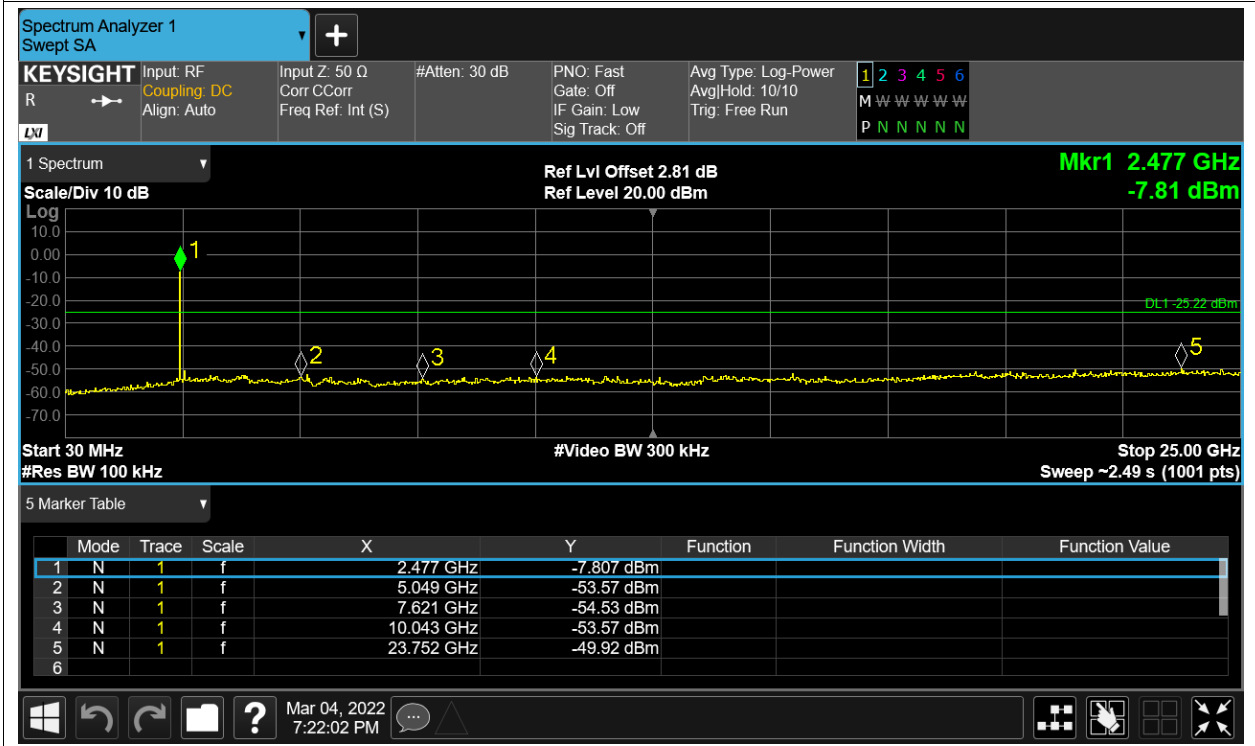 Spectrum Analyzer 1
Swept SA
+
KEYSIGHT
R
LXI
Input: RF
Coupling: DC
Align: Auto
Input Z: 50 Ω
Corr CCorr
Freq Ref: Int (S)
#Atten: 30 dB
PNO: Fast
Gate: Off
IF Gain: Low
Sig Track: Off
Avg Type: Log-Power
Avg|Hold: 10/10
Trig: Free Run
1 2 3 4 5 6
M W W W W W
P N N N N N
1 Spectrum
Scale/Div 10 dB
Ref Lvl Offset 2.81 dB
Ref Level 20.00 dBm
Mkr1 2.477 GHz
-7.81 dBm
Log
10.0
0.00
-10.0
-20.0
-30.0
-40.0
-50.0
-60.0
-70.0
1
2
3
4
5
DL1 -25.22 dBm
Start 30 MHz
#Video BW 300 kHz
Stop 25.00 GHz
#Res BW 100 kHz
Sweep ~2.49 s (1001 pts)
5 Marker Table
Mode Trace Scale X Y Function Function Width Function Value
1 N 1 f 2.477 GHz -7.807 dBm
2 N 1 f 5.049 GHz -53.57 dBm
3 N 1 f 7.621 GHz -54.53 dBm
4 N 1 f 10.043 GHz -53.57 dBm
5 N 1 f 23.752 GHz -49.92 dBm
6
?
Mar 04, 2022
7:22:02 PM